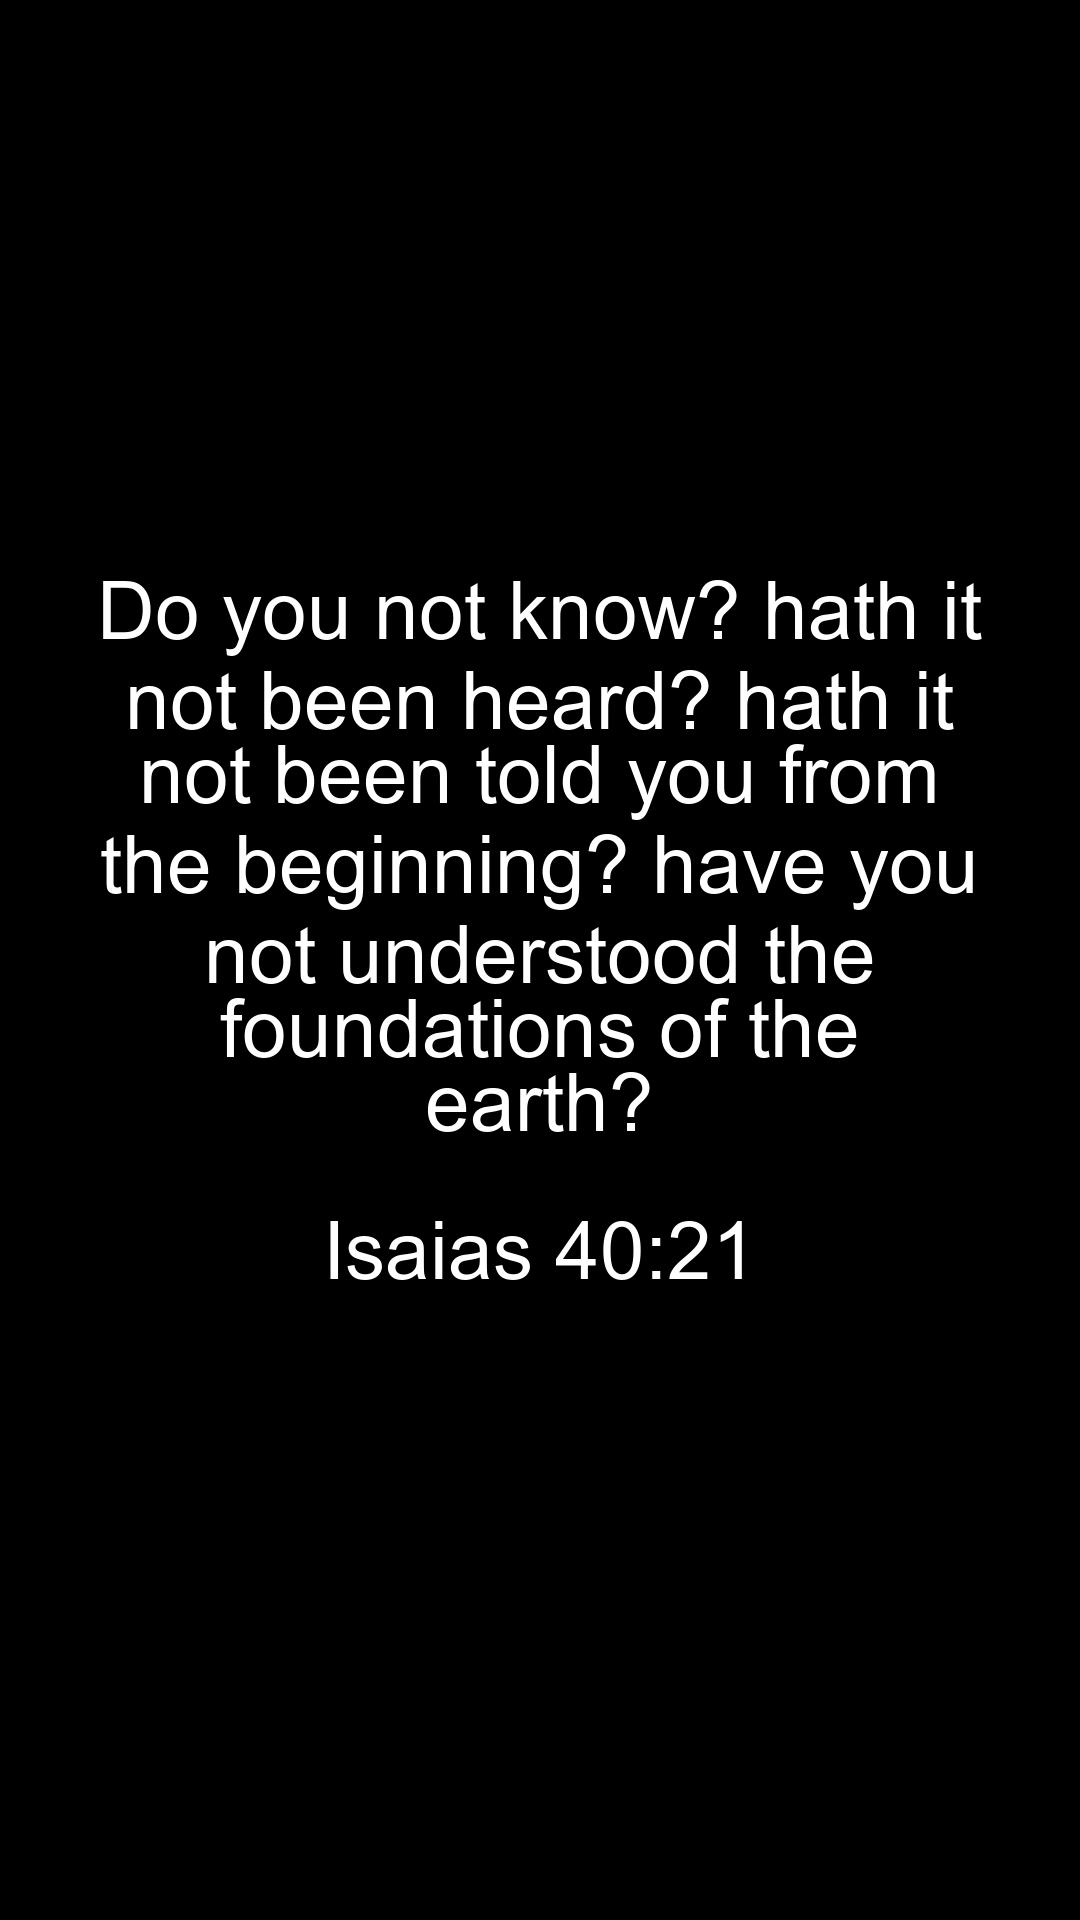 Do you not know? hath it
not been heard? hath it
not been told you from
the beginning? have you
not understood the
foundations of the
earth?
Isaias 40:21